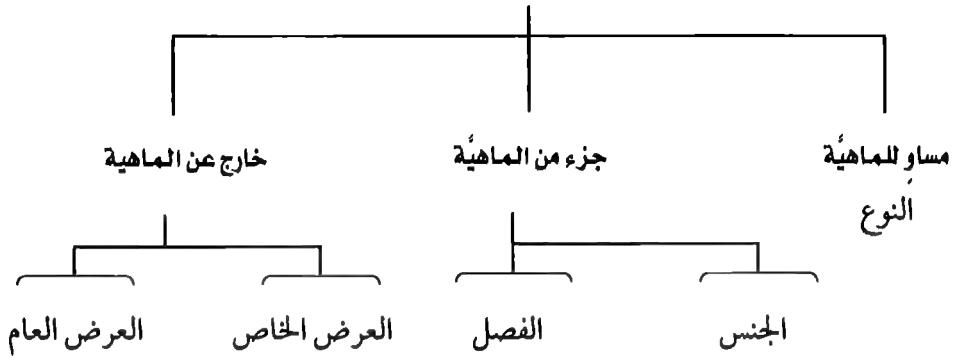 مساوٍ للماهيَّة
جزء من الماهيَّة
خارج عن الماهية
النوع
الجنس
الفصل
العرض الخاص
العرض العام